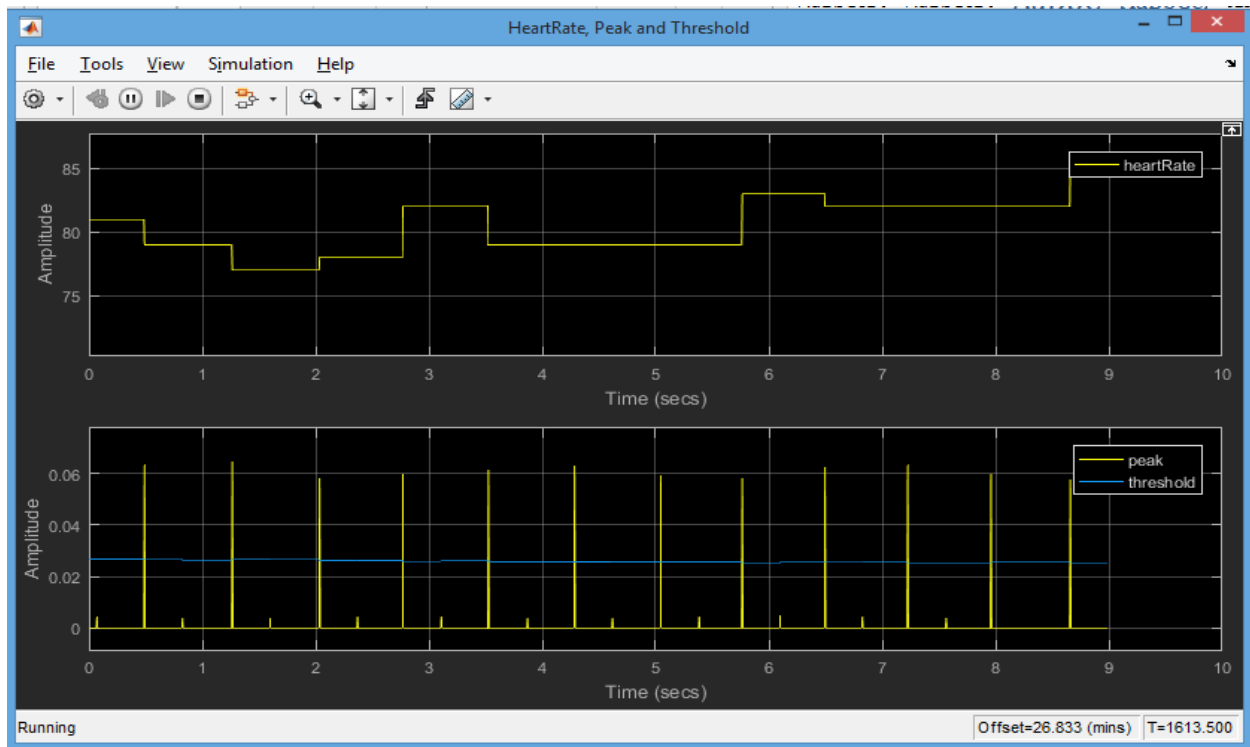 HeartRate, Peak and Threshold
File Tools View Simulation Help
heartRate
85
80
75
Amplitude
0 1 2 3 4 5 6 7 8 9 10
Time (secs)
peak
threshold
0.06
0.04
0.02
0
Amplitude
0 1 2 3 4 5 6 7 8 9 10
Time (secs)
Running Offset=26.833 (mins) T=1613.500